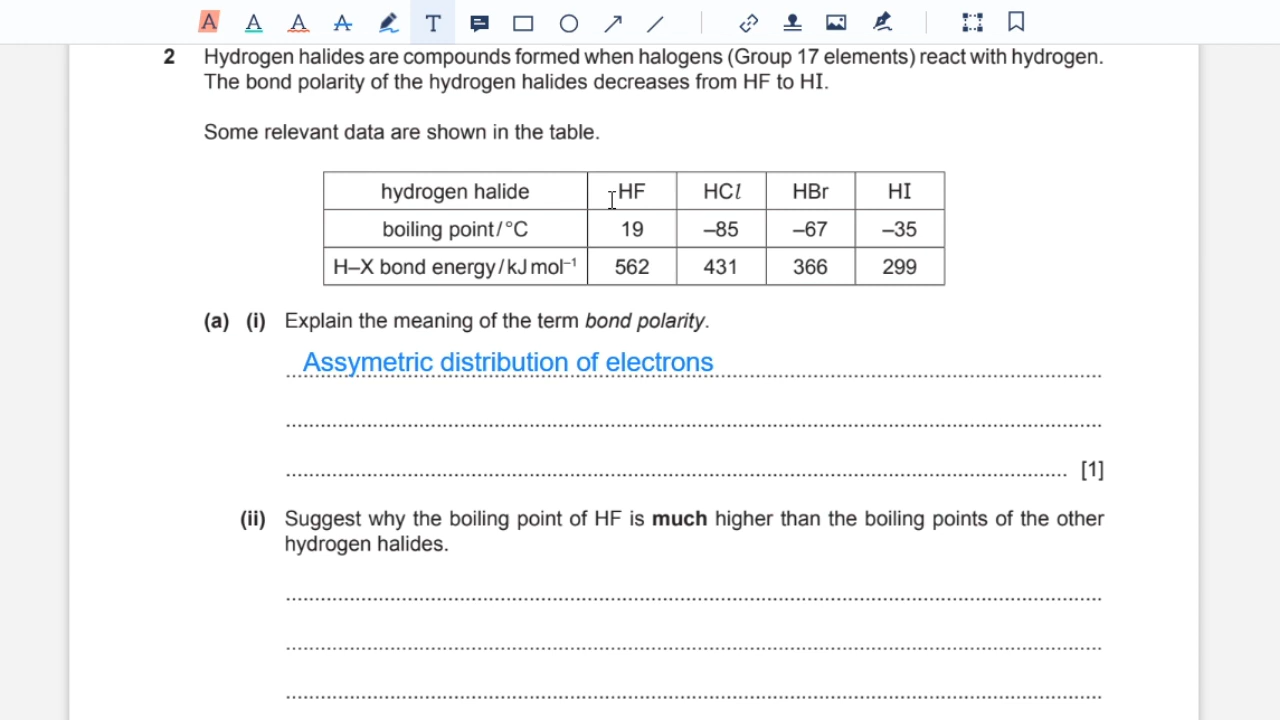 A A A A T
2 Hydrogen halides are compounds formed when halogens (Group 17 elements) react with hydrogen.
The bond polarity of the hydrogen halides decreases from HF to HI.
Some relevant data are shown in the table.
hydrogen halide HF HCl HBr HI
boiling point/°C 19 –85 –67 –35
H–X bond energy/kJ mol⁻¹ 562 431 366 299
(a) (i) Explain the meaning of the term bond polarity.
Assymetric distribution of electrons
[1]
(ii) Suggest why the boiling point of HF is much higher than the boiling points of the other
hydrogen halides.